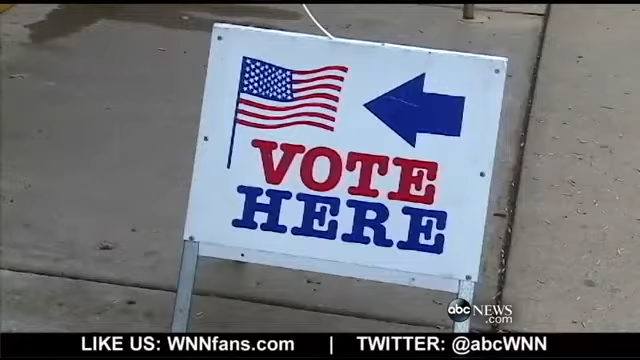 VOTE
HERE
abc NEWS
.com
LIKE US: WNNfans.com | TWITTER: @abcWNN